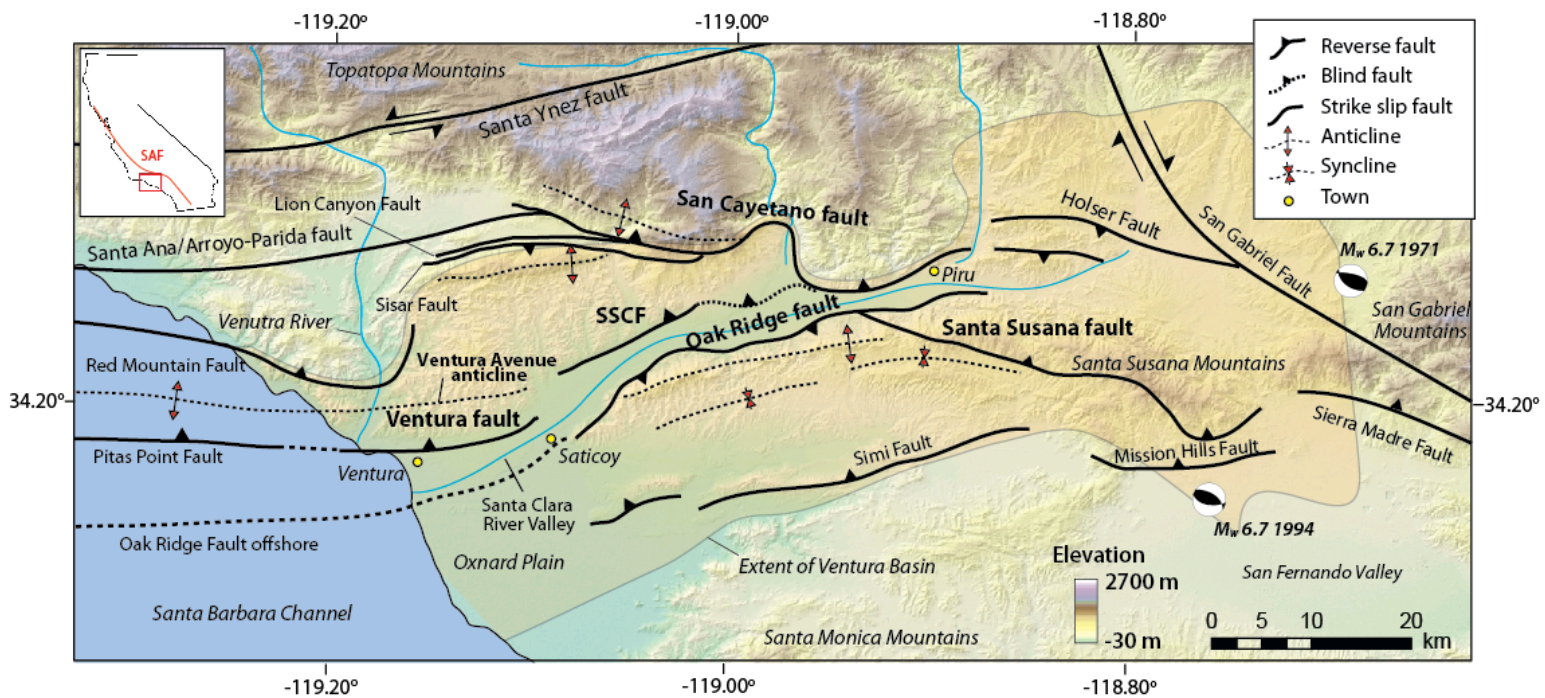 -119.20º
-119.00º
-118.80º
SAF
Topatopa Mountains
Santa Ynez fault
Reverse fault
Blind fault
Strike slip fault
Anticline
Syncline
Town
Lion Canyon Fault
San Cayetano fault
Holser Fault
San Gabriel Fault
Mw 6.7 1971
Santa Ana/Arroyo-Parida fault
Piru
Sisar Fault
SSCF
Oak Ridge fault
San Gabriel
Mountains
Venutra River
Santa Susana fault
Red Mountain Fault
Ventura Avenue
anticline
Santa Susana Mountains
34.20º
34.20º
Ventura fault
Sierra Madre Fault
Pitas Point Fault
Ventura
Saticoy
Simi Fault
Mission Hills Fault
Santa Clara
River Valley
Mw 6.7 1994
Oak Ridge Fault offshore
Oxnard Plain
Extent of Ventura Basin
Elevation
2700 m
-30 m
San Fernando Valley
Santa Barbara Channel
Santa Monica Mountains
0 5 10 20
km
-119.20º
-119.00º
-118.80º